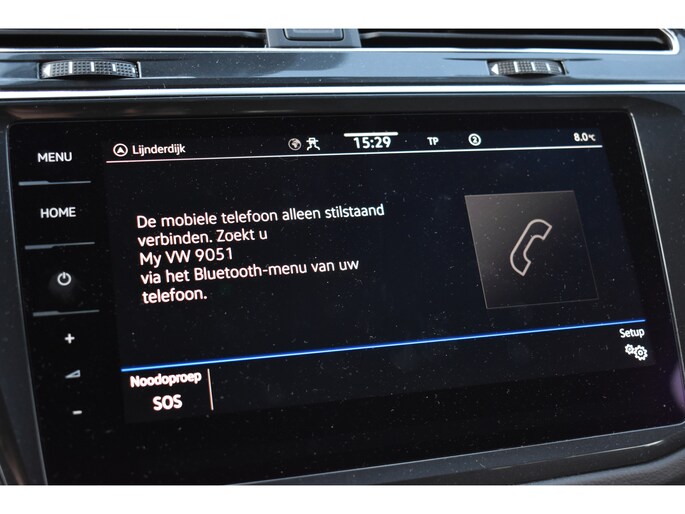 MENU
HOME
+
-
Lijnderdijk 15:29 TP 2 8.0°C
De mobiele telefoon alleen stilstaand
verbinden. Zoekt u
My VW 9051
via het Bluetooth-menu van uw
telefoon.
Setup
Noodoproep
SOS